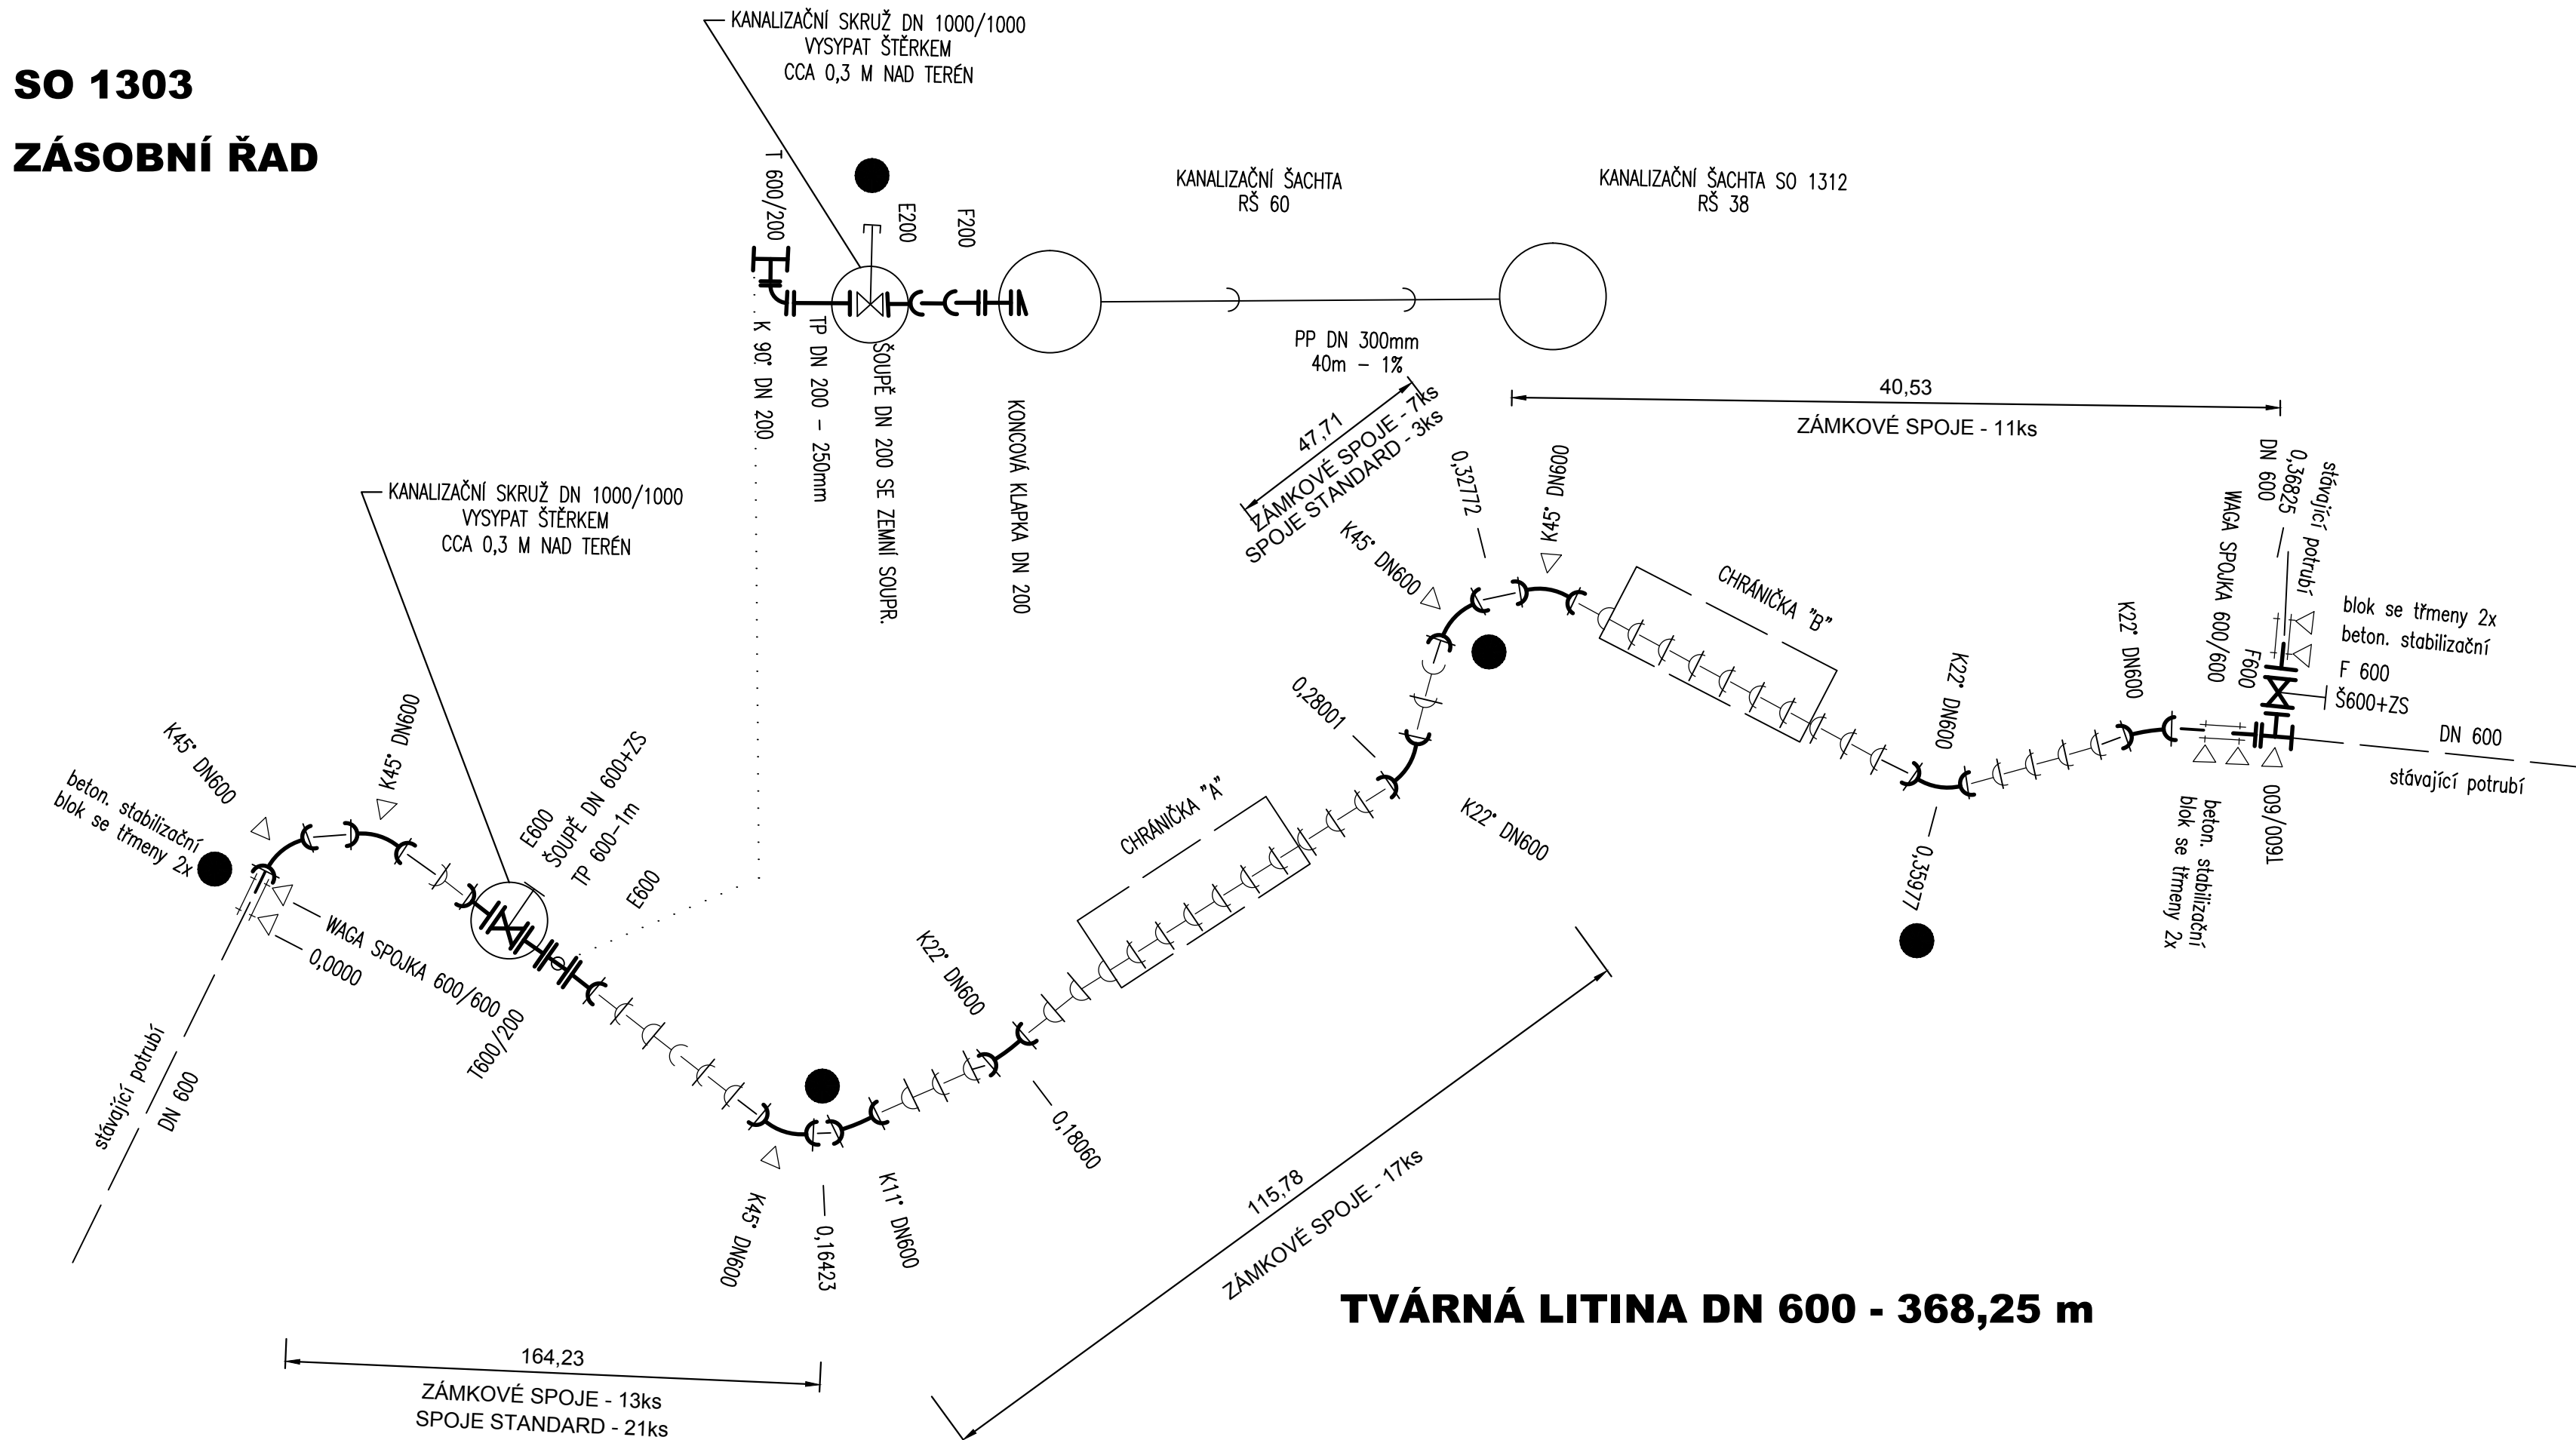 SO 1303
ZÁSOBNÍ ŘAD
KANALIZAČNÍ SKRUŽ DN 1000/1000
VYSYPAT ŠTĚRKEM
CCA 0,3 M NAD TERÉN
T 600/200
E200
F200
KANALIZAČNÍ ŠACHTA
RŠ 60
KANALIZAČNÍ ŠACHTA SO 1312
RŠ 38
K 90° DN 200
TP DN 200 - 250mm
ŠOUPĚ DN 200 SE ZEMNÍ SOUPR.
KONCOVÁ KLAPKA DN 200
PP DN 300mm
40m - 1%
47,71
ZÁMKOVÉ SPOJE - 7ks
SPOJE STANDARD - 3ks
40,53
ZÁMKOVÉ SPOJE - 11ks
KANALIZAČNÍ SKRUŽ DN 1000/1000
VYSYPAT ŠTĚRKEM
CCA 0,3 M NAD TERÉN
K45° DN600
0,32772
K45° DN600
CHRÁNIČKA "B"
K22° DN600
K22° DN600
WAGA SPOJKA 600/600
F600
DN 600
0,36825
stávající potrubí
blok se třmeny 2x
beton. stabilizační
F 600
Š600+ZS
DN 600
stávající potrubí
T600/600
beton. stabilizační
blok se třmeny 2x
0,35977
0,28001
K22° DN600
CHRÁNIČKA "A"
K45° DN600
K45° DN600
beton. stabilizační
blok se třmeny 2x
E600
ŠOUPĚ DN 600+ZS
TP 600-1m
E600
WAGA SPOJKA 600/600
0,0000
T600/200
stávající potrubí
DN 600
K22° DN600
0,18060
K45° DN600
0,16423
K11° DN600
115,78
ZÁMKOVÉ SPOJE - 17ks
TVÁRNÁ LITINA DN 600 - 368,25 m
164,23
ZÁMKOVÉ SPOJE - 13ks
SPOJE STANDARD - 21ks